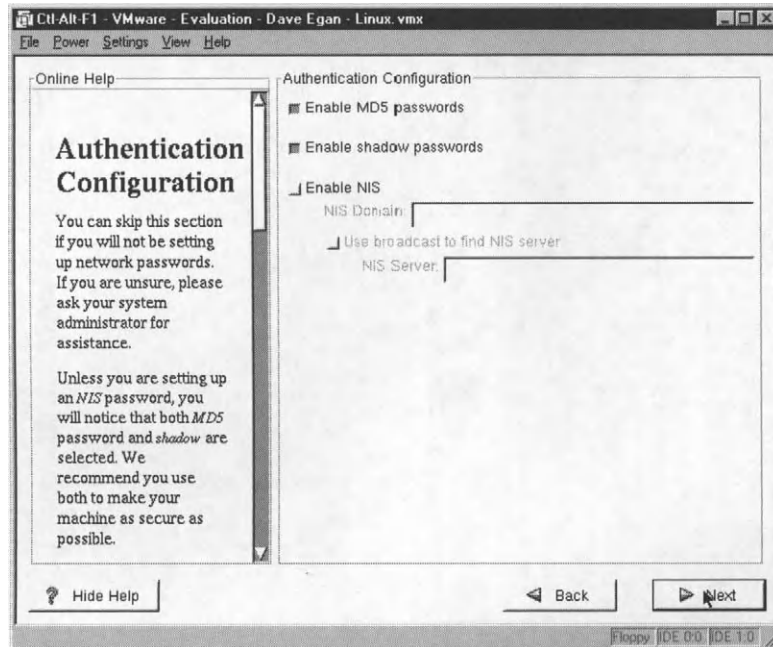 Ctl-Alt-F1 - VMware - Evaluation - Dave Egan - Linux.vmx
File Power Settings View Help
Online Help
Authentication
Configuration
You can skip this section
if you will not be setting
up network passwords.
If you are unsure, please
ask your system
administrator for
assistance.
Unless you are setting up
an NIS password, you
will notice that both MD5
password and shadow are
selected. We
recommend you use
both to make your
machine as secure as
possible.
Authentication Configuration
Enable MD5 passwords
Enable shadow passwords
Enable NIS
NIS Domain:
Use broadcast to find NIS server
NIS Server:
? Hide Help
Back
Next
Floppy IDE 0:0 IDE 1:0